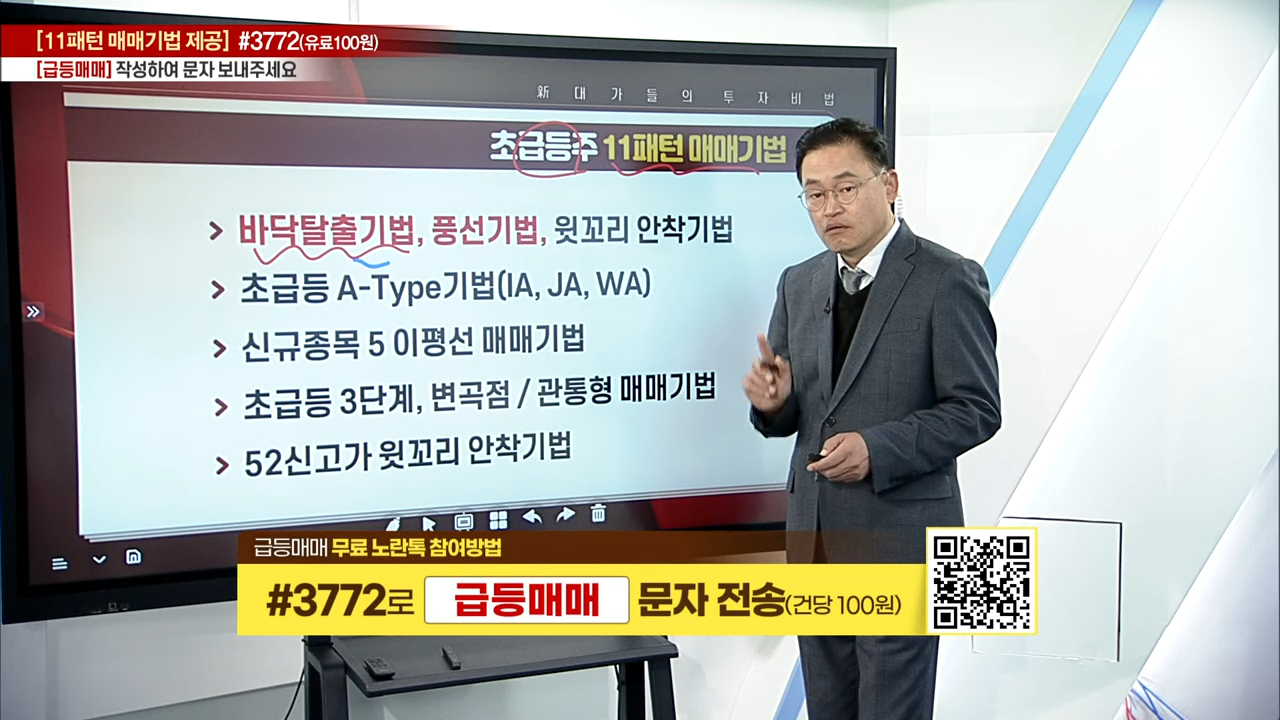 [11패턴 매매기법 제공] #3772(유료100원)
[급등매매] 작성하여 문자 보내주세요
新 대 가 들 의 투 자 비 법
초급등주 11패턴 매매기법
바닥탈출기법, 풍선기법, 윗꼬리 안착기법
초급등 A-Type기법(IA, JA, WA)
신규종목 5 이평선 매매기법
초급등 3단계, 변곡점 / 관통형 매매기법
52신고가 윗꼬리 안착기법
급등매매 무료 노란톡 참여방법
#3772로 급등매매 문자 전송(건당 100원)